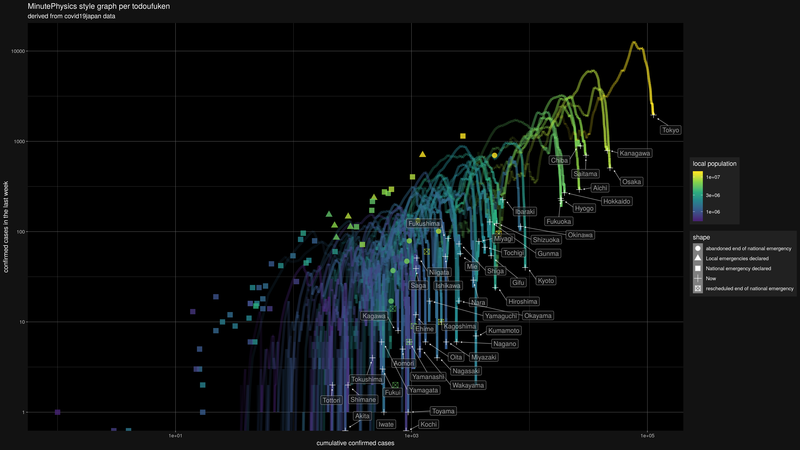 MinutePhysics style graph per todoufuken
derived from covid19japan data
confirmed cases in the last week
10000
1000
100
10
1
1e+01
1e+03
1e+05
cumulative confirmed cases
Tokyo
Kanagawa
Chiba
Saitama
Osaka
Aichi
Hokkaido
Hyogo
Fukuoka
Ibaraki
Okinawa
Fukushima
Miyagi
Shizuoka
Tochigi
Gunma
Mie
Shiga
Niigata
Gifu
Kyoto
Saga
Ishikawa
Nara
Hiroshima
Kagawa
Yamaguchi
Okayama
Ehime
Kagoshima
Kumamoto
Nagano
Oita
Miyazaki
Aomori
Nagasaki
Tokushima
Yamanashi
Wakayama
Fukui
Yamagata
Tottori
Shimane
Akita
Toyama
Iwate
Kochi
local population
1e+07
3e+06
1e+06
shape
abandoned end of national emergency
Local emergencies declared
National emergency declared
Now
rescheduled end of national emergency